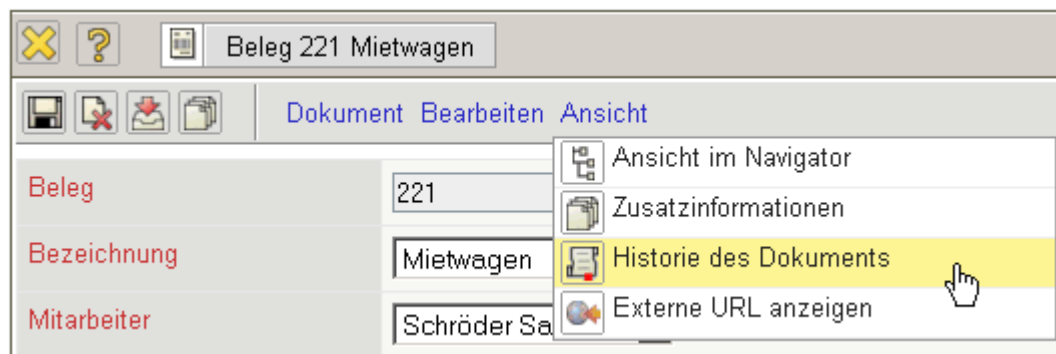 Beleg 221 Mietwagen
Dokument Bearbeiten Ansicht
Ansicht im Navigator
Beleg 221
Zusatzinformationen
Bezeichnung Mietwagen
Historie des Dokuments
Externe URL anzeigen
Mitarbeiter Schröder Sa